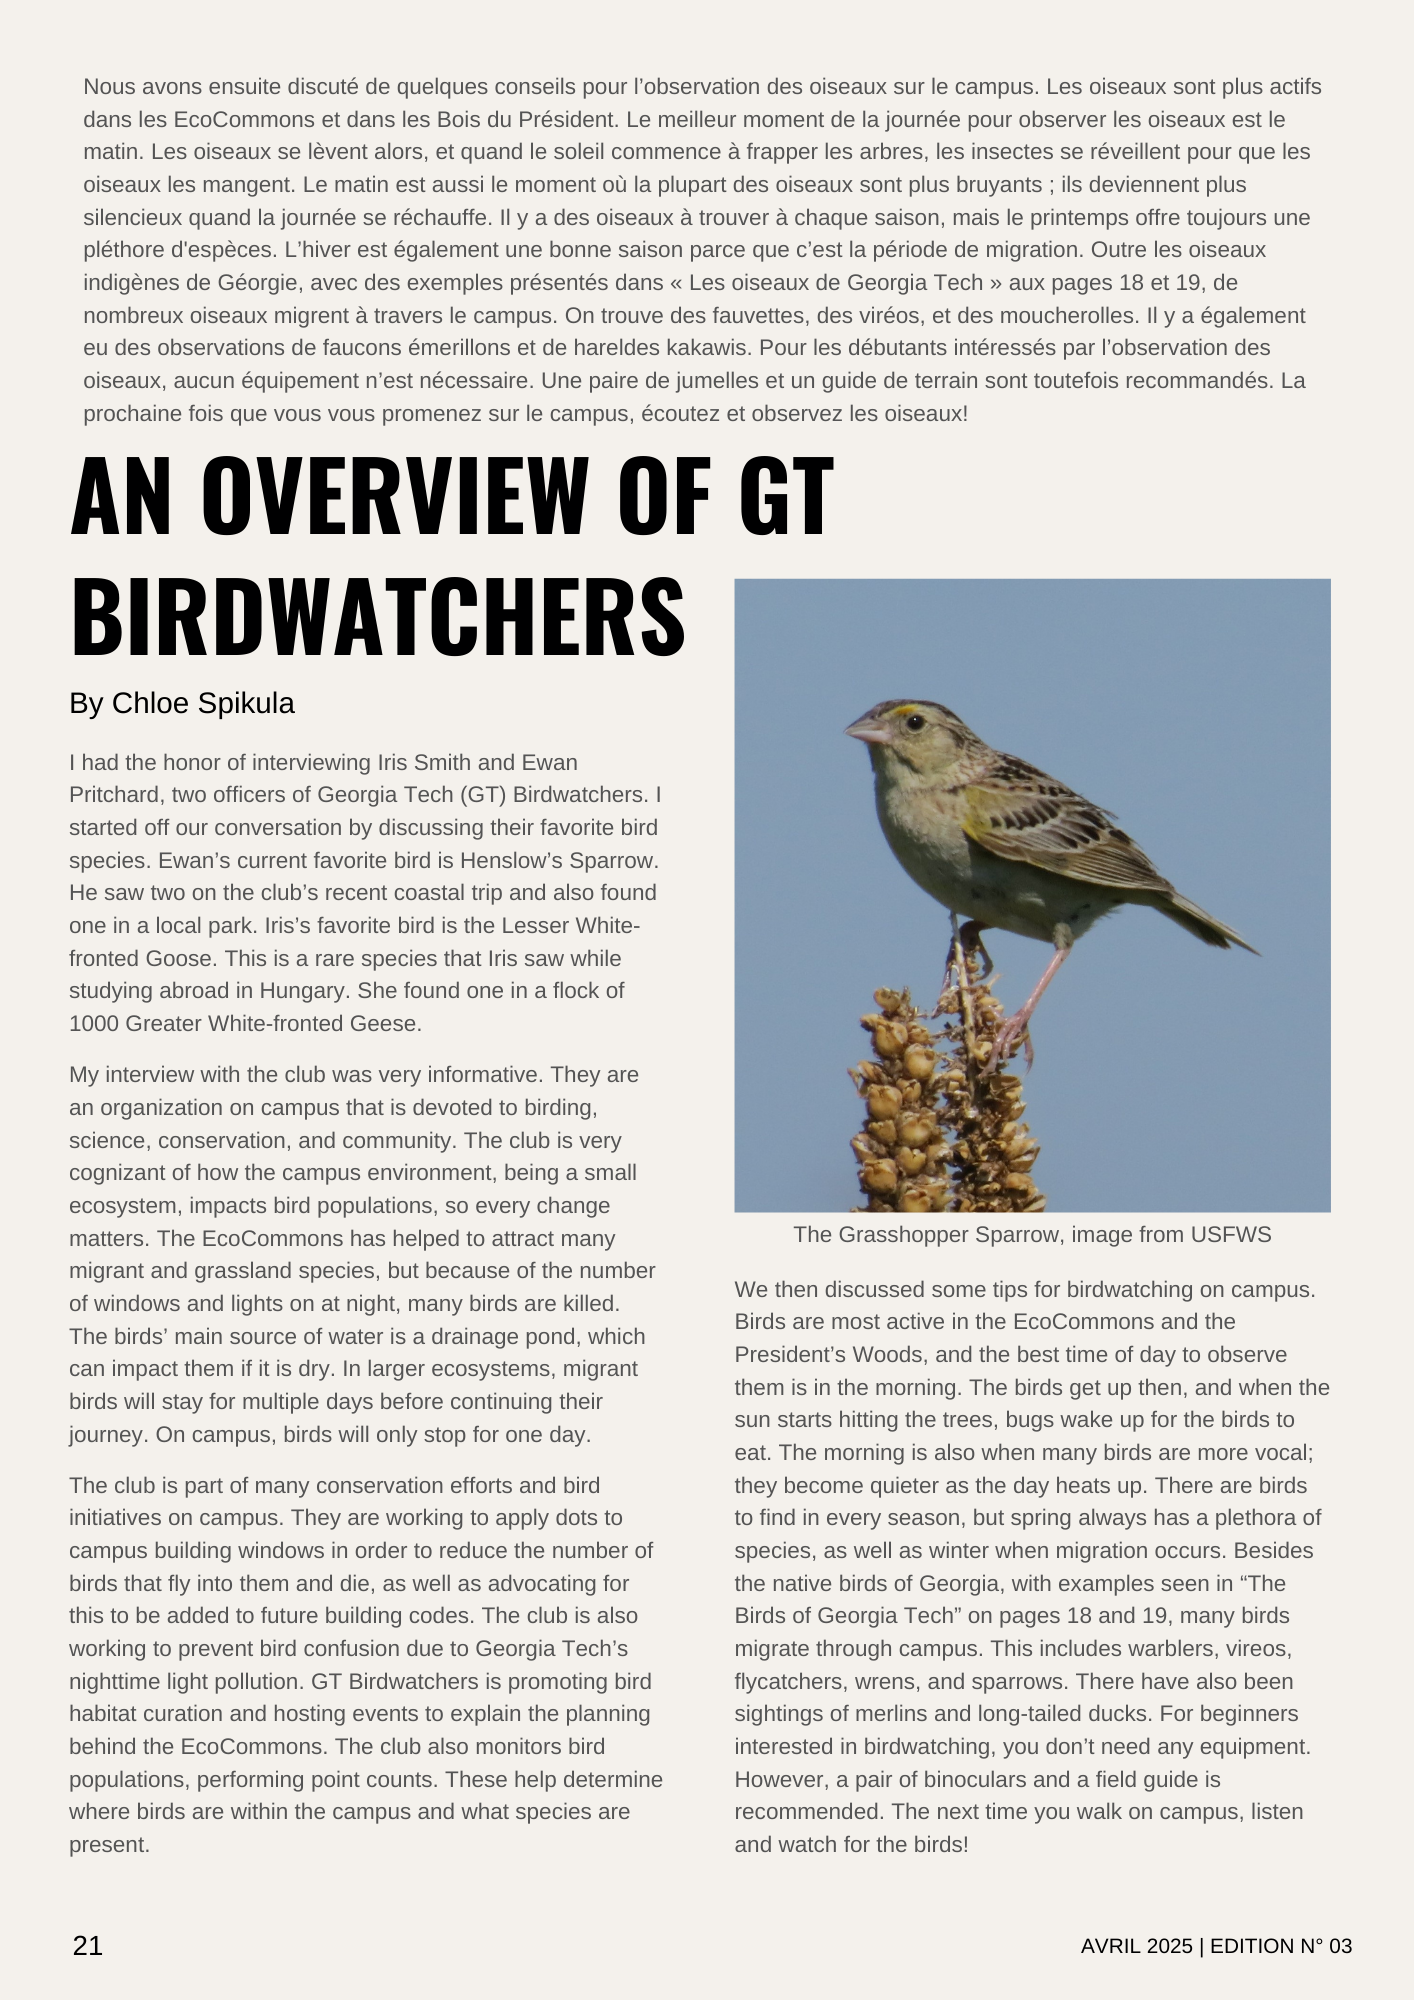 Nous avons ensuite discuté de quelques conseils pour l’observation des oiseaux sur le campus. Les oiseaux sont plus actifs
dans les EcoCommons et dans les Bois du Président. Le meilleur moment de la journée pour observer les oiseaux est le
matin. Les oiseaux se lèvent alors, et quand le soleil commence à frapper les arbres, les insectes se réveillent pour que les
oiseaux les mangent. Le matin est aussi le moment où la plupart des oiseaux sont plus bruyants ; ils deviennent plus
silencieux quand la journée se réchauffe. Il y a des oiseaux à trouver à chaque saison, mais le printemps offre toujours une
pléthore d'espèces. L’hiver est également une bonne saison parce que c’est la période de migration. Outre les oiseaux
indigènes de Géorgie, avec des exemples présentés dans « Les oiseaux de Georgia Tech » aux pages 18 et 19, de
nombreux oiseaux migrent à travers le campus. On trouve des fauvettes, des viréos, et des moucherolles. Il y a également
eu des observations de faucons émerillons et de hareldes kakawis. Pour les débutants intéressés par l’observation des
oiseaux, aucun équipement n’est nécessaire. Une paire de jumelles et un guide de terrain sont toutefois recommandés. La
prochaine fois que vous vous promenez sur le campus, écoutez et observez les oiseaux!
AN OVERVIEW OF GT
BIRDWATCHERS
By Chloe Spikula
I had the honor of interviewing Iris Smith and Ewan
Pritchard, two officers of Georgia Tech (GT) Birdwatchers. I
started off our conversation by discussing their favorite bird
species. Ewan’s current favorite bird is Henslow’s Sparrow.
He saw two on the club’s recent coastal trip and also found
one in a local park. Iris’s favorite bird is the Lesser White-
fronted Goose. This is a rare species that Iris saw while
studying abroad in Hungary. She found one in a flock of
1000 Greater White-fronted Geese.
My interview with the club was very informative. They are
an organization on campus that is devoted to birding,
science, conservation, and community. The club is very
cognizant of how the campus environment, being a small
ecosystem, impacts bird populations, so every change
matters. The EcoCommons has helped to attract many
migrant and grassland species, but because of the number
of windows and lights on at night, many birds are killed.
The birds’ main source of water is a drainage pond, which
can impact them if it is dry. In larger ecosystems, migrant
birds will stay for multiple days before continuing their
journey. On campus, birds will only stop for one day.
The club is part of many conservation efforts and bird
initiatives on campus. They are working to apply dots to
campus building windows in order to reduce the number of
birds that fly into them and die, as well as advocating for
this to be added to future building codes. The club is also
working to prevent bird confusion due to Georgia Tech’s
nighttime light pollution. GT Birdwatchers is promoting bird
habitat curation and hosting events to explain the planning
behind the EcoCommons. The club also monitors bird
populations, performing point counts. These help determine
where birds are within the campus and what species are
present.
The Grasshopper Sparrow, image from USFWS
We then discussed some tips for birdwatching on campus.
Birds are most active in the EcoCommons and the
President’s Woods, and the best time of day to observe
them is in the morning. The birds get up then, and when the
sun starts hitting the trees, bugs wake up for the birds to
eat. The morning is also when many birds are more vocal;
they become quieter as the day heats up. There are birds
to find in every season, but spring always has a plethora of
species, as well as winter when migration occurs. Besides
the native birds of Georgia, with examples seen in “The
Birds of Georgia Tech” on pages 18 and 19, many birds
migrate through campus. This includes warblers, vireos,
flycatchers, wrens, and sparrows. There have also been
sightings of merlins and long-tailed ducks. For beginners
interested in birdwatching, you don’t need any equipment.
However, a pair of binoculars and a field guide is
recommended. The next time you walk on campus, listen
and watch for the birds!
21
AVRIL 2025 | EDITION N° 03